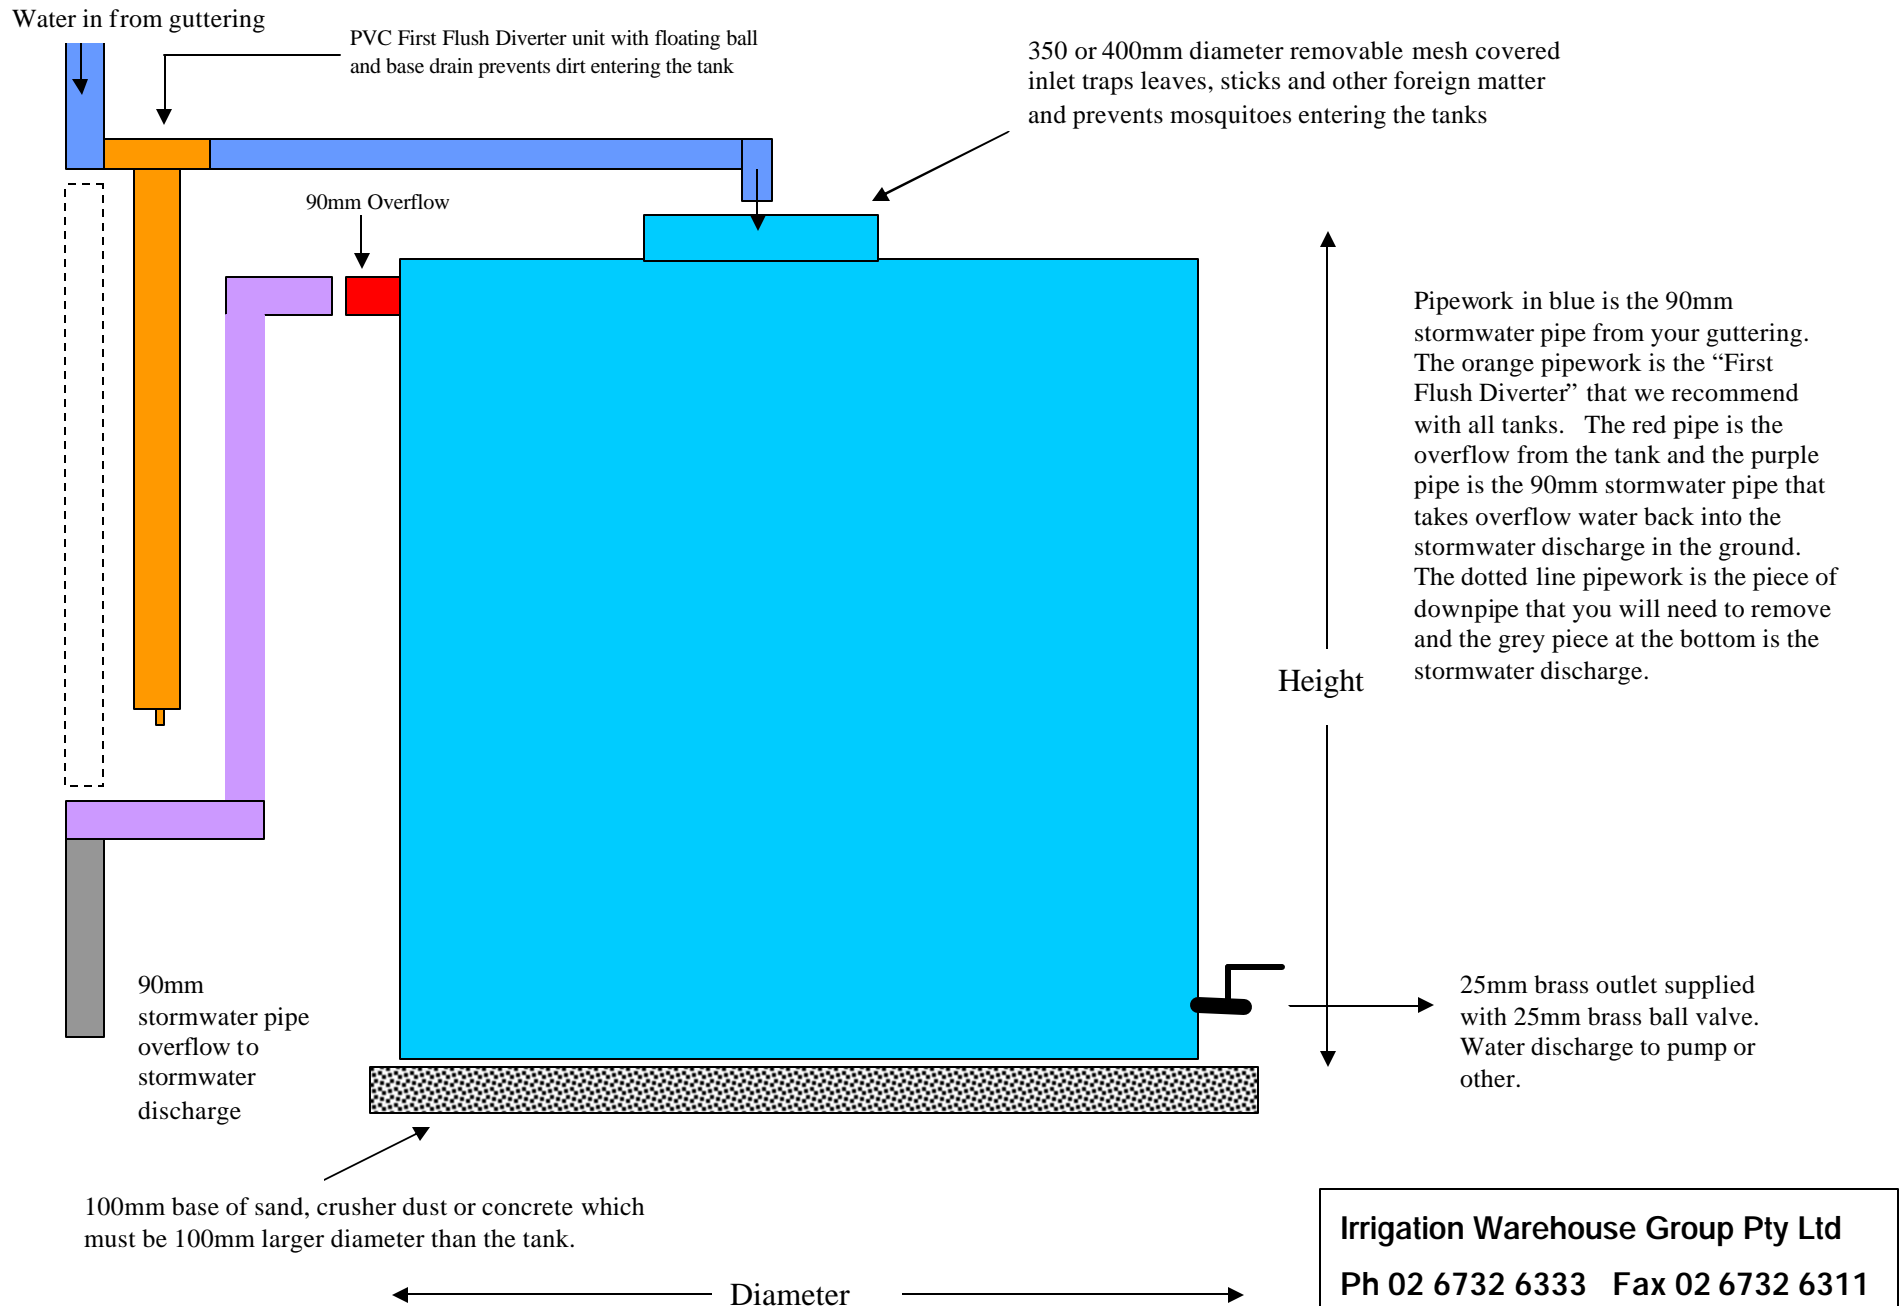 Water in from guttering
PVC First Flush Diverter unit with floating ball
and base drain prevents dirt entering the tank
350 or 400mm diameter removable mesh covered
inlet traps leaves, sticks and other foreign matter
and prevents mosquitoes entering the tanks
90mm Overflow
Pipework in blue is the 90mm
stormwater pipe from your guttering.
The orange pipework is the “First
Flush Diverter” that we recommend
with all tanks. The red pipe is the
overflow from the tank and the purple
pipe is the 90mm stormwater pipe that
takes overflow water back into the
stormwater discharge in the ground.
The dotted line pipework is the piece of
downpipe that you will need to remove
and the grey piece at the bottom is the
stormwater discharge.
Height
90mm
stormwater pipe
overflow to
stormwater
discharge
25mm brass outlet supplied
with 25mm brass ball valve.
Water discharge to pump or
other.
100mm base of sand, crusher dust or concrete which
must be 100mm larger diameter than the tank.
Diameter
Irrigation Warehouse Group Pty Ltd
Ph 02 6732 6333 Fax 02 6732 6311